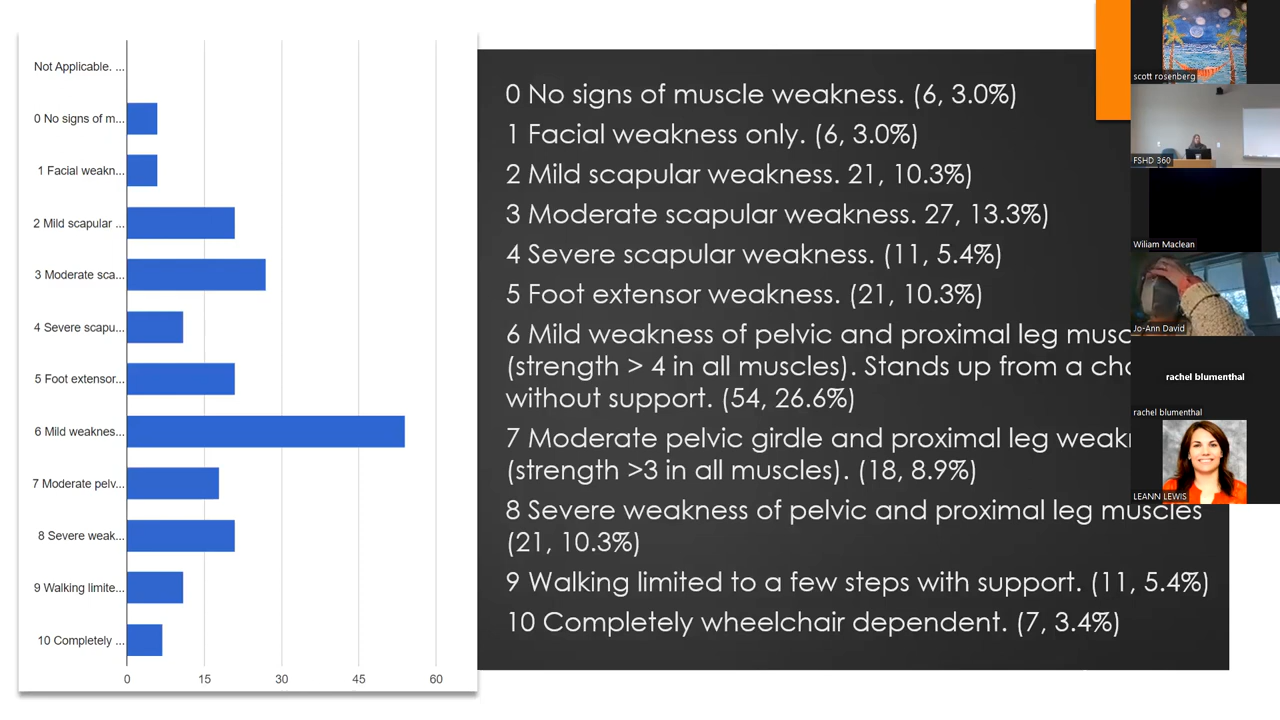 Not Applicable. ...
0 No signs of m...
1 Facial weakn...
2 Mild scapular ...
3 Moderate sca...
4 Severe scapu...
5 Foot extensor...
6 Mild weaknes...
7 Moderate pelv...
8 Severe weak...
9 Walking limite...
10 Completely ...
0 15 30 45 60
0 No signs of muscle weakness. (6, 3.0%)
1 Facial weakness only. (6, 3.0%)
2 Mild scapular weakness. 21, 10.3%)
3 Moderate scapular weakness. 27, 13.3%)
4 Severe scapular weakness. (11, 5.4%)
5 Foot extensor weakness. (21, 10.3%)
6 Mild weakness of pelvic and proximal leg musc
(strength > 4 in all muscles). Stands up from a cha
without support. (54, 26.6%)
7 Moderate pelvic girdle and proximal leg weakn
(strength >3 in all muscles). (18, 8.9%)
8 Severe weakness of pelvic and proximal leg muscles
(21, 10.3%)
9 Walking limited to a few steps with support. (11, 5.4%)
10 Completely wheelchair dependent. (7, 3.4%)
scott rosenberg
FSHD 360
Wiliam Maclean
Jo-Ann David
rachel blumenthal
rachel blumenthal
LEANN LEWIS